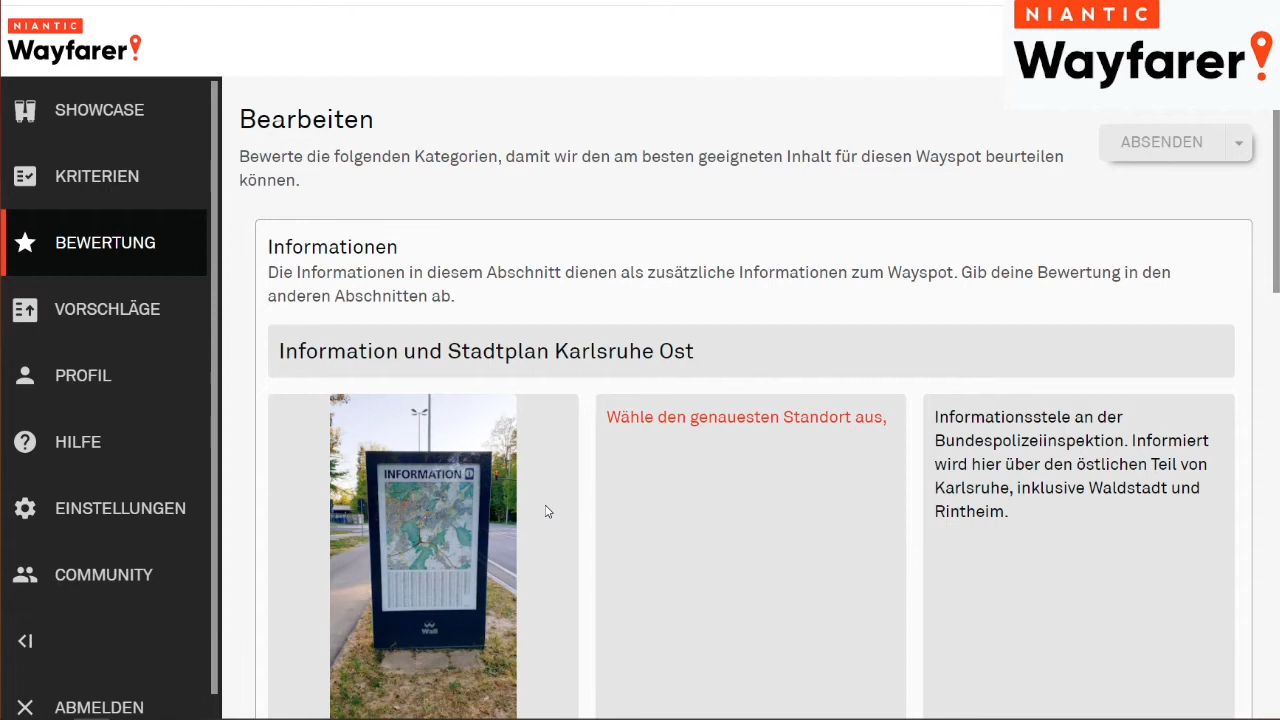 NIANTIC
Wayfarer
NIANTIC
Wayfarer
SHOWCASE
KRITERIEN
BEWERTUNG
VORSCHLÄGE
PROFIL
HILFE
EINSTELLUNGEN
COMMUNITY
ABMELDEN
Bearbeiten
Bewerte die folgenden Kategorien, damit wir den am besten geeigneten Inhalt für diesen Wayspot beurteilen
können.
ABSENDEN
Informationen
Die Informationen in diesem Abschnitt dienen als zusätzliche Informationen zum Wayspot. Gib deine Bewertung in den
anderen Abschnitten ab.
Information und Stadtplan Karlsruhe Ost
INFORMATION i
Wall
Wähle den genauesten Standort aus,
Informationsstele an der
Bundespolizeiinspektion. Informiert
wird hier über den östlichen Teil von
Karlsruhe, inklusive Waldstadt und
Rintheim.